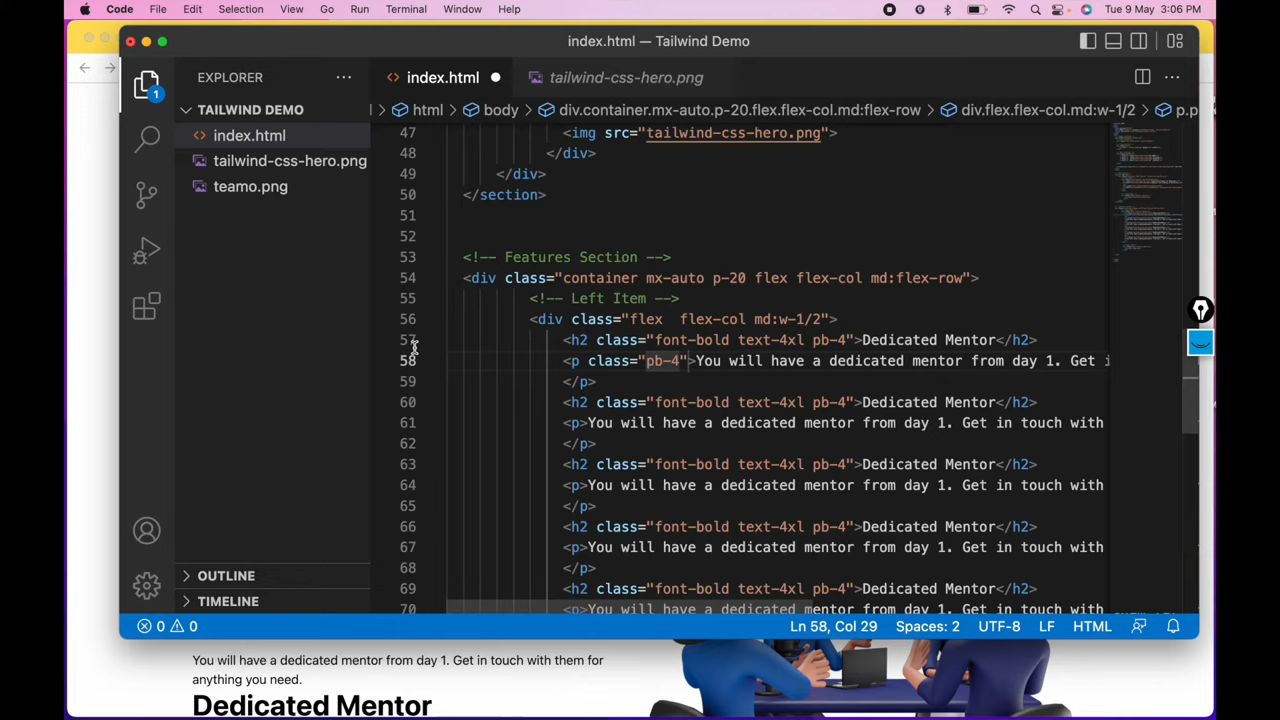 Code File Edit Selection View Go Run Terminal Window Help Tue 9 May 3:06 PM
index.html — Tailwind Demo
EXPLORER
index.html
tailwind-css-hero.png
TAILWIND DEMO
html
body
div.container.mx-auto.p-20.flex.flex-col.md:flex-row
div.flex.flex-col.md:w-1/2
p.p
1
index.html
tailwind-css-hero.png
teamo.png
47 <img src="tailwind-css-hero.png">
48 </div>
49 </div>
50 </section>
51
52
53 <!-- Features Section -->
54 <div class="container mx-auto p-20 flex flex-col md:flex-row">
55 <!-- Left Item -->
56 <div class="flex  flex-col md:w-1/2">
57 <h2 class="font-bold text-4xl pb-4">Dedicated Mentor</h2>
58 <p class="pb-4" >You will have a dedicated mentor from day 1. Get i
59 </p>
60 <h2 class="font-bold text-4xl pb-4">Dedicated Mentor</h2>
61 <p>You will have a dedicated mentor from day 1. Get in touch with
62 </p>
63 <h2 class="font-bold text-4xl pb-4">Dedicated Mentor</h2>
64 <p>You will have a dedicated mentor from day 1. Get in touch with
65 </p>
66 <h2 class="font-bold text-4xl pb-4">Dedicated Mentor</h2>
67 <p>You will have a dedicated mentor from day 1. Get in touch with
68 </p>
69 <h2 class="font-bold text-4xl pb-4">Dedicated Mentor</h2>
70 <p>You will have a dedicated mentor from day 1. Get in touch with
OUTLINE
TIMELINE
0 0 Ln 58, Col 29 Spaces: 2 UTF-8 LF HTML
You will have a dedicated mentor from day 1. Get in touch with them for
anything you need.
Dedicated Mentor